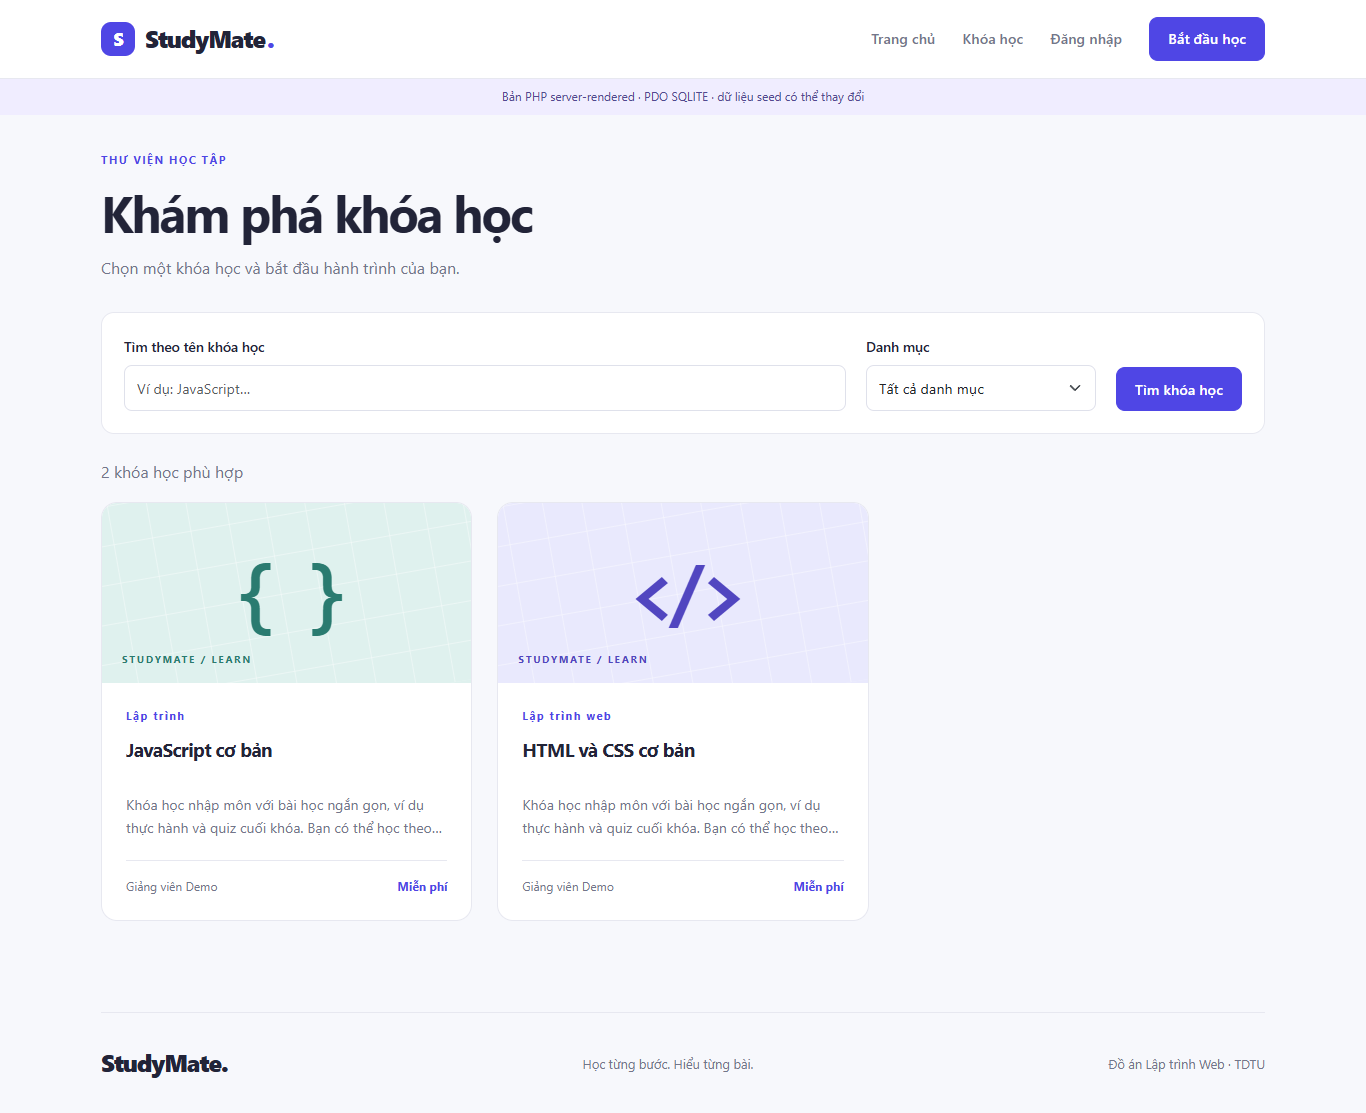 S StudyMate.
Trang chủ Khóa học Đăng nhập Bắt đầu học
Bản PHP server-rendered · PDO SQLITE · dữ liệu seed có thể thay đổi
THƯ VIỆN HỌC TẬP
Khám phá khóa học
Chọn một khóa học và bắt đầu hành trình của bạn.
Tìm theo tên khóa học
Ví dụ: JavaScript...
Danh mục
Tất cả danh mục
Tìm khóa học
2 khóa học phù hợp
{ }
STUDYMATE / LEARN
Lập trình
JavaScript cơ bản
Khóa học nhập môn với bài học ngắn gọn, ví dụ
thực hành và quiz cuối khóa. Bạn có thể học theo...
Giảng viên Demo Miễn phí
</>
STUDYMATE / LEARN
Lập trình web
HTML và CSS cơ bản
Khóa học nhập môn với bài học ngắn gọn, ví dụ
thực hành và quiz cuối khóa. Bạn có thể học theo...
Giảng viên Demo Miễn phí
StudyMate.
Học từng bước. Hiểu từng bài.
Đồ án Lập trình Web · TDTU